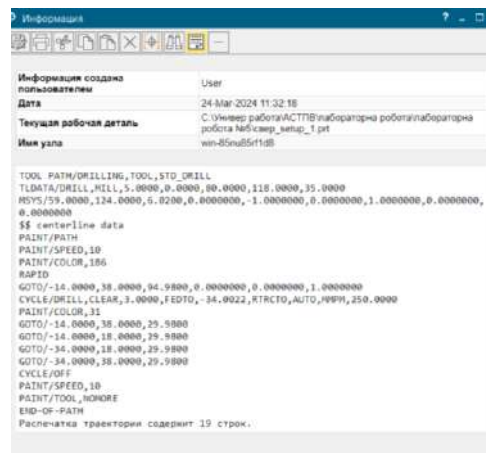 Информация
Информация создана пользователем User
Дата 24-Mar-2024 11:32:18
Текущая рабочая деталь C:\Универ работа\АСТПВ\лабораторна робота\лабораторна робота №5\свер_setup_1.prt
Имя узла win-85nu85rf1d8
TOOL PATH/DRILLING,TOOL,STD_DRILL
TLDATA/DRILL,MILL,5.0000,0.0000,80.0000,118.0000,35.0000
MSYS/59.0000,124.0000,6.0200,0.0000000,-1.0000000,0.0000000,1.0000000,0.0000000,
0.0000000
$$ centerline data
PAINT/PATH
PAINT/SPEED,10
PAINT/COLOR,186
RAPID
GOTO/-14.0000,38.0000,94.9800,0.0000000,0.0000000,1.0000000
CYCLE/DRILL,CLEAR,3.0000,FEDTO,-34.0022,RTRCTO,AUTO,MMPM,250.0000
PAINT/COLOR,31
GOTO/-14.0000,38.0000,29.9800
GOTO/-14.0000,18.0000,29.9800
GOTO/-34.0000,18.0000,29.9800
GOTO/-34.0000,38.0000,29.9800
CYCLE/OFF
PAINT/SPEED,10
PAINT/TOOL,NOMORE
END-OF-PATH
Распечатка траектории содержит 19 строк.